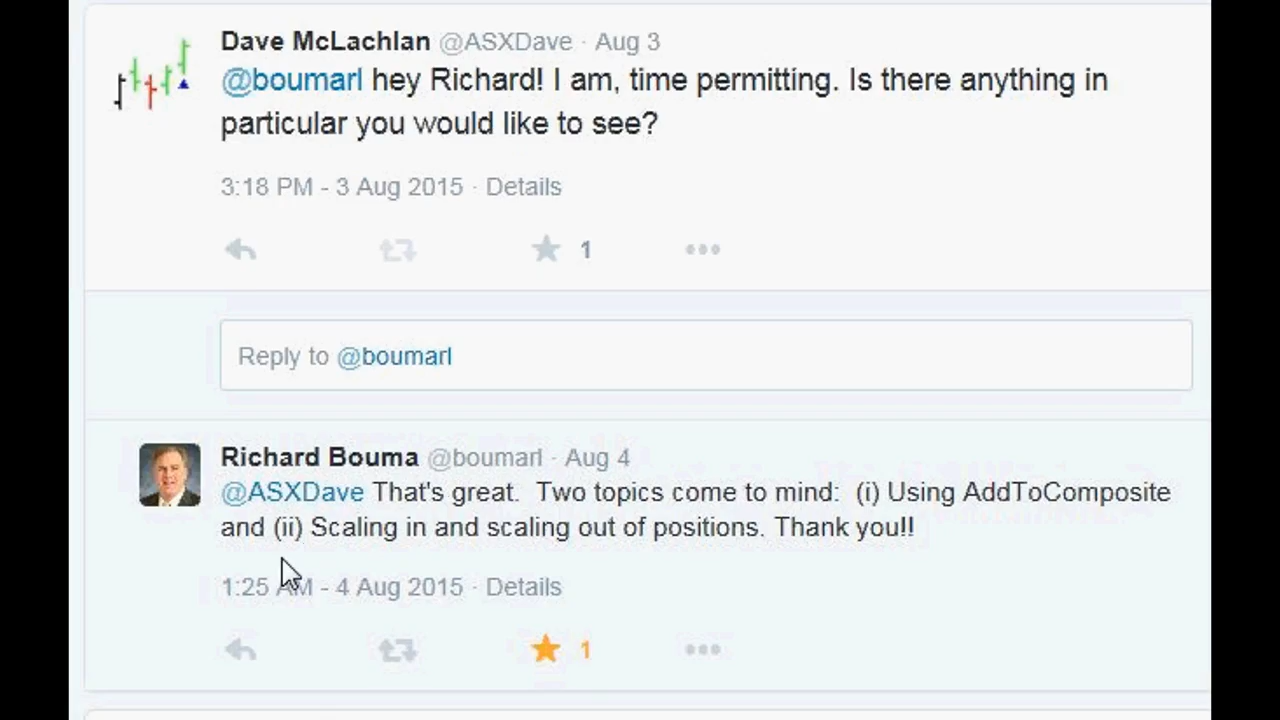 Dave McLachlan @ASXDave · Aug 3
@boumarl hey Richard! I am, time permitting. Is there anything in
particular you would like to see?
3:18 PM - 3 Aug 2015 · Details
1
Reply to @boumarl
Richard Bouma @boumarl · Aug 4
@ASXDave That's great.  Two topics come to mind:  (i) Using AddToComposite
and (ii) Scaling in and scaling out of positions. Thank you!!
1:25 AM - 4 Aug 2015 · Details
1